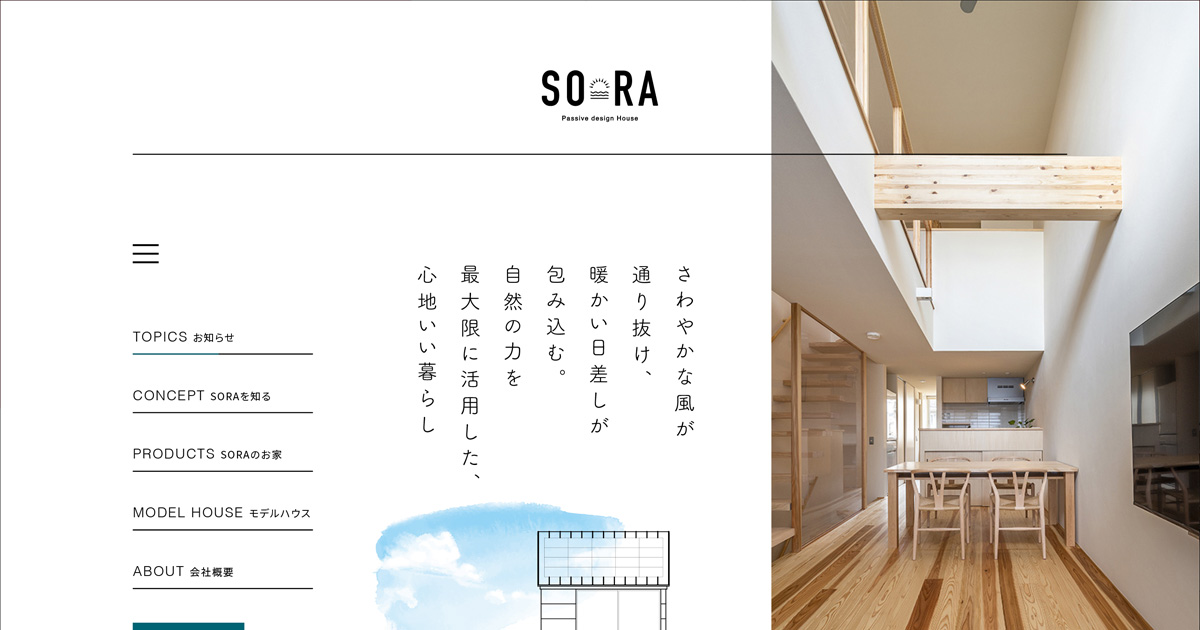 SORA
Passive design House
TOPICS お知らせ
CONCEPT SORAを知る
PRODUCTS SORAのお家
MODEL HOUSE モデルハウス
ABOUT 会社概要
さわやかな風が
通り抜け、
暖かい日差しが
包み込む。
自然の力を
最大限に活用した、
心地いい暮らし